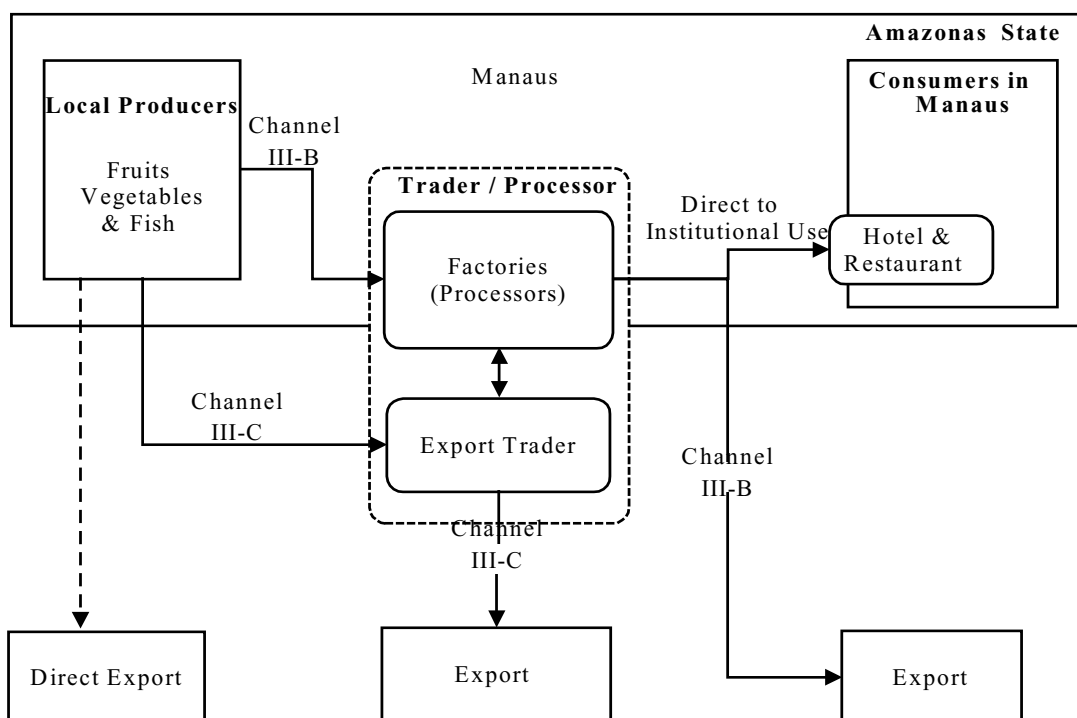 Amazonas State
Manaus
Local Producers
Fruits
Vegetables
& Fish
Channel
III-B
Trader / Processor
Factories
(Processors)
Direct to
Institutional Use
Consumers in
Manaus
Hotel &
Restaurant
Channel
III-C
Export Trader
Channel
III-C
Channel
III-B
Direct Export
Export
Export